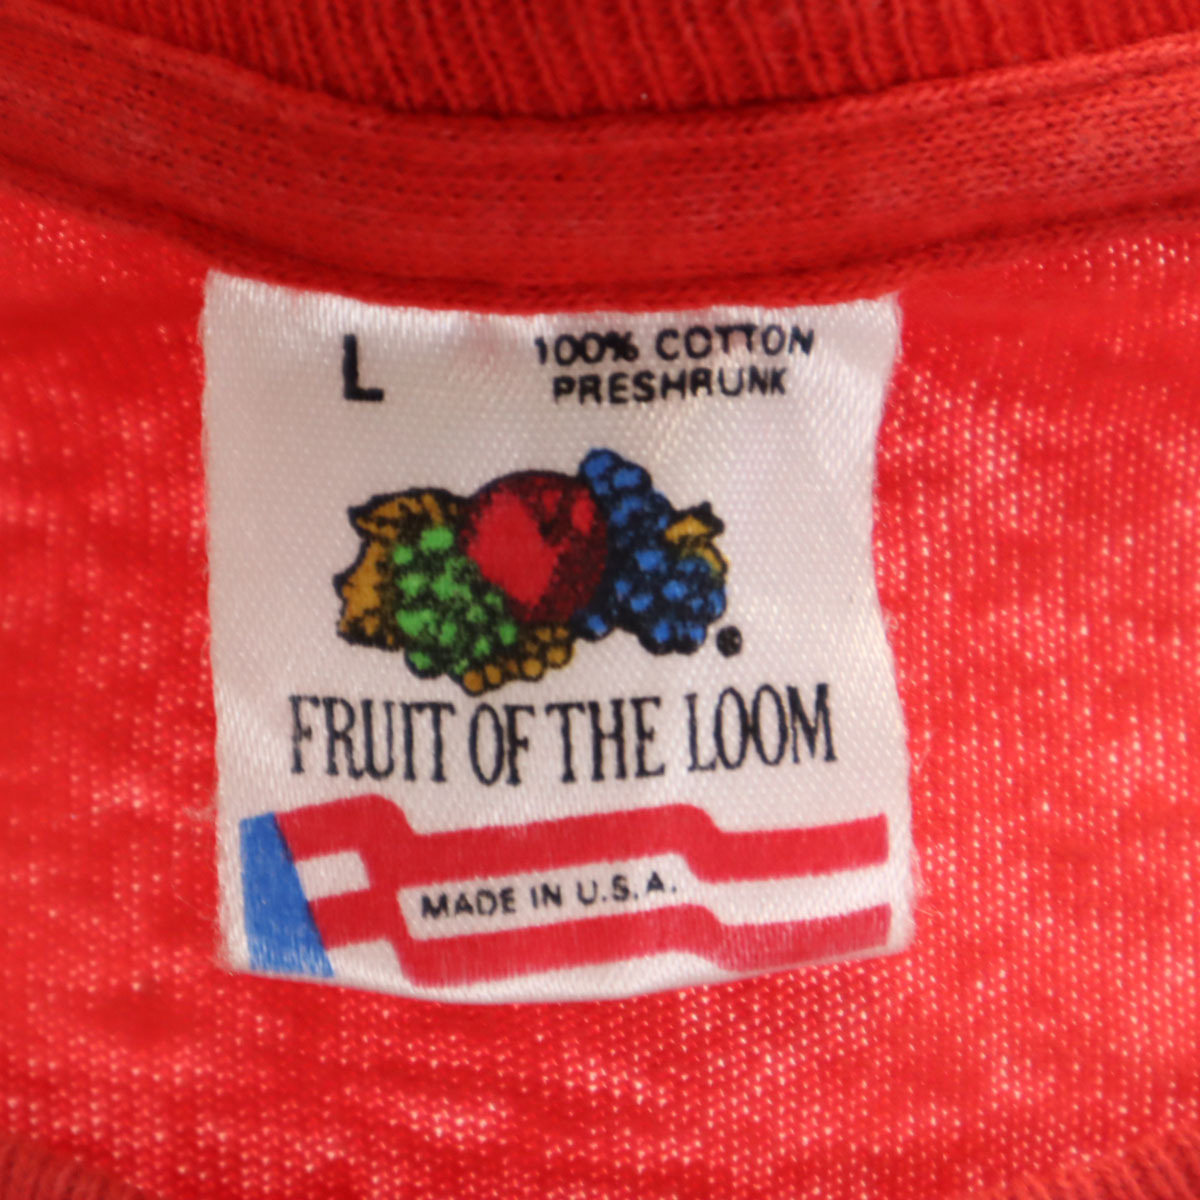 L
100% COTTON
PRESHRUNK
FRUIT OF THE LOOM
MADE IN U.S.A.